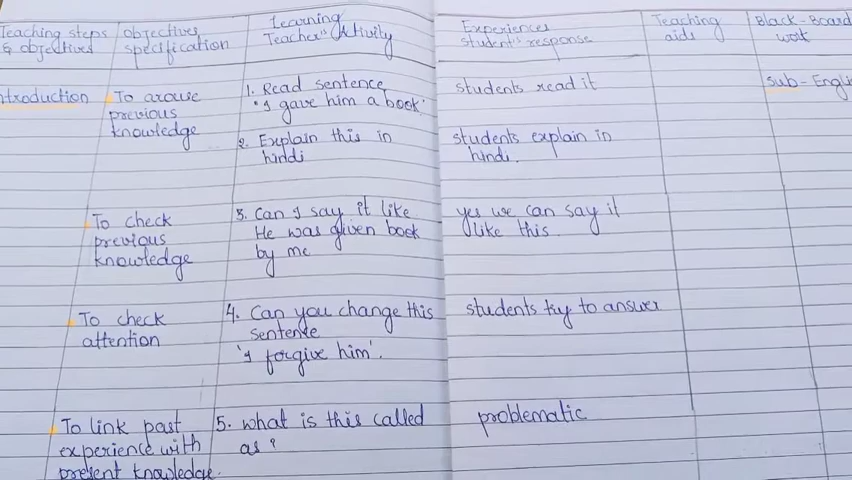 Teaching steps
& objectives
objectives
specification
Learning
Teacher's Activity
Experiences
student's response
Teaching
aids
Black-Board
work
ntroduction
To arouse
previous
knowledge
1. Read sentence
"I gave him a book."
students read it
sub- Englis
2. Explain this in
hindi
students explain in
hindi.
To check
previous
knowledge
3. Can I say it like
He was given book
by me
yes we can say it
like this.
To check
attention
4. Can you change this
sentence
'I forgive him'.
students try to answer
To link past
experience with
present knowledge.
5. what is this called
as ?
problematic